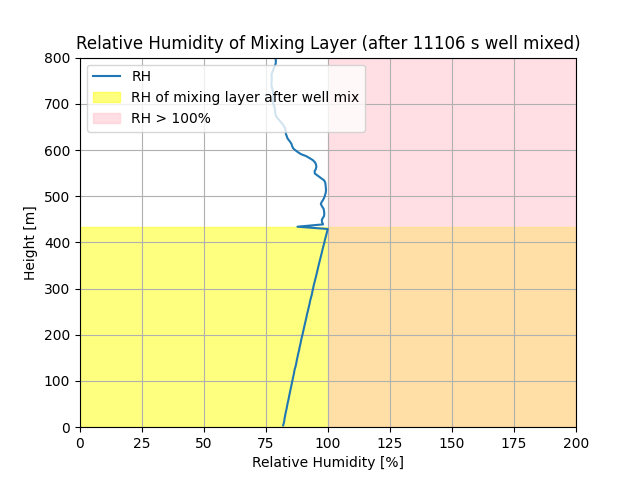 Relative Humidity of Mixing Layer (after 11106 s well mixed)
RH
RH of mixing layer after well mix
RH > 100%
Height [m]
800
700
600
500
400
300
200
100
0
0 25 50 75 100 125 150 175 200
Relative Humidity [%]